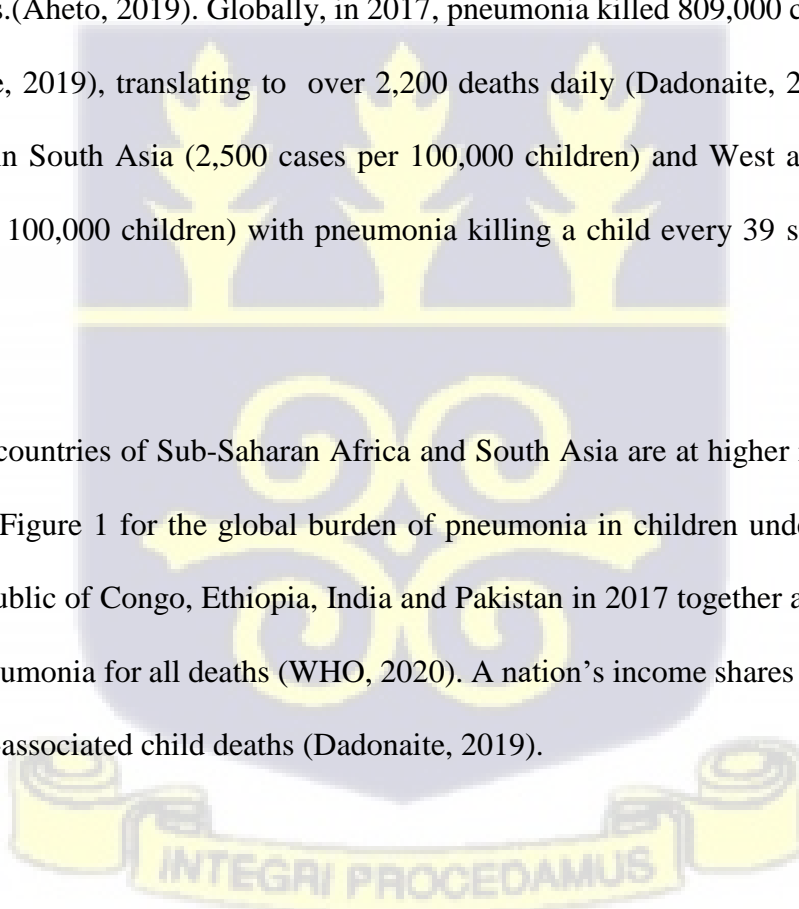 s.(Aheto, 2019). Globally, in 2017, pneumonia killed 809,000 c
e, 2019), translating to over 2,200 deaths daily (Dadonaite, 2
in South Asia (2,500 cases per 100,000 children) and West a
100,000 children) with pneumonia killing a child every 39 s
countries of Sub-Saharan Africa and South Asia are at higher
Figure 1 for the global burden of pneumonia in children unde
ublic of Congo, Ethiopia, India and Pakistan in 2017 together a
umonia for all deaths (WHO, 2020). A nation’s income shares
-associated child deaths (Dadonaite, 2019).
INTEGRI PROCEDAMUS